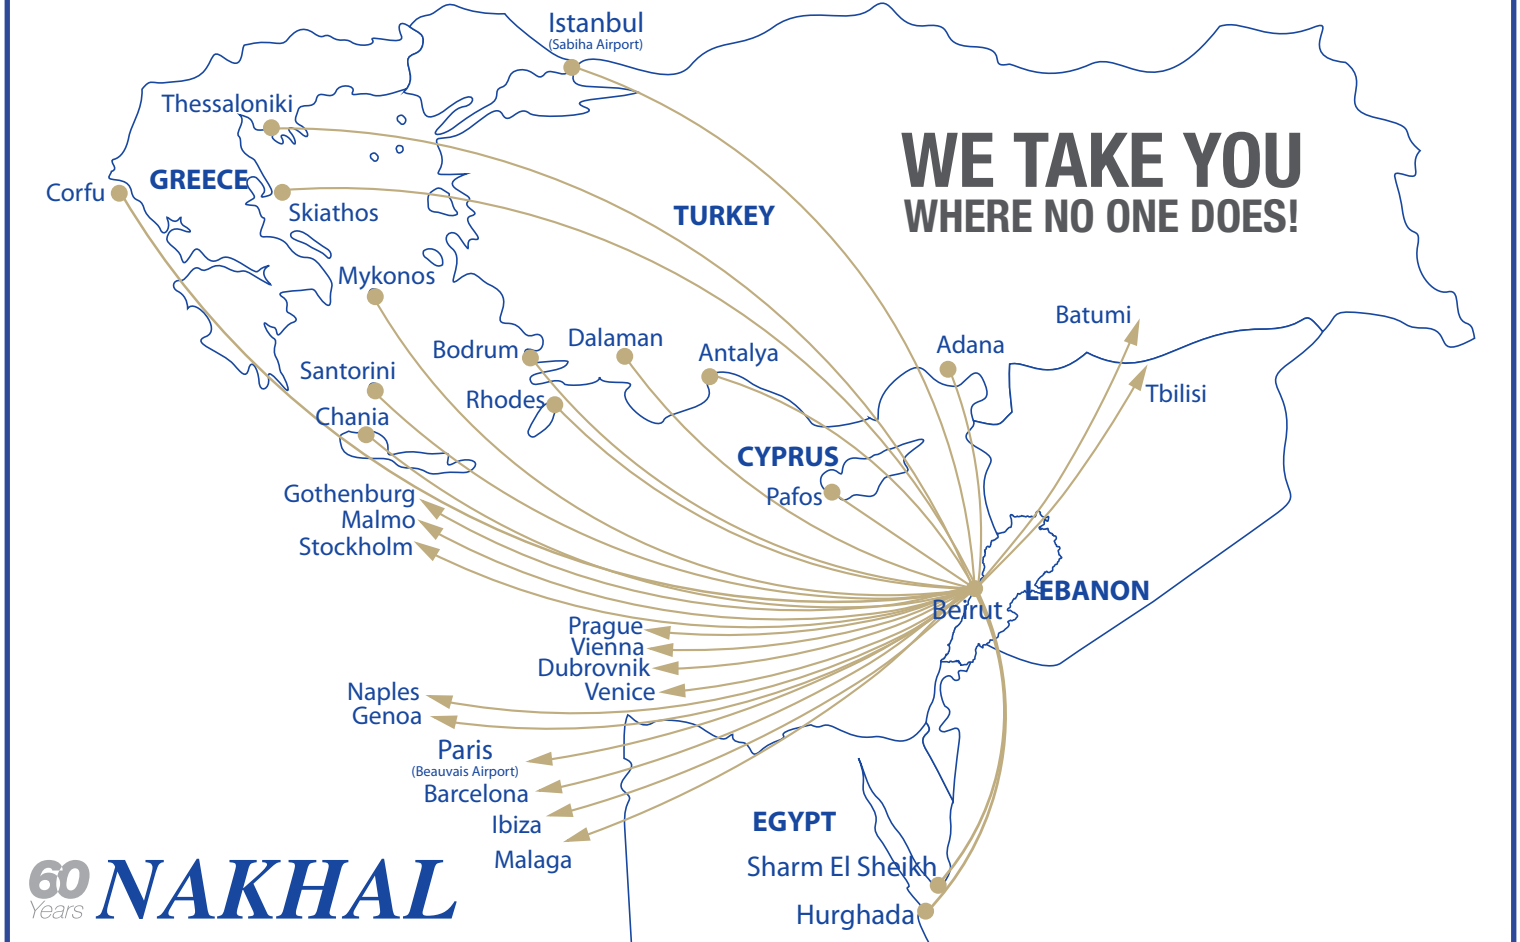 Istanbul
(Sabiha Airport)
Thessaloniki
GREECE
Corfu
Skiathos
TURKEY
WE TAKE YOU
WHERE NO ONE DOES!
Mykonos
Batumi
Bodrum
Dalaman
Antalya
Adana
Santorini
Rhodes
Tbilisi
Chania
CYPRUS
Pafos
Gothenburg
Malmo
Stockholm
LEBANON
Beirut
Prague
Vienna
Dubrovnik
Venice
Naples
Genoa
Paris
(Beauvais Airport)
Barcelona
Ibiza
Malaga
EGYPT
Sharm El Sheikh
Hurghada
60
Years
NAKHAL